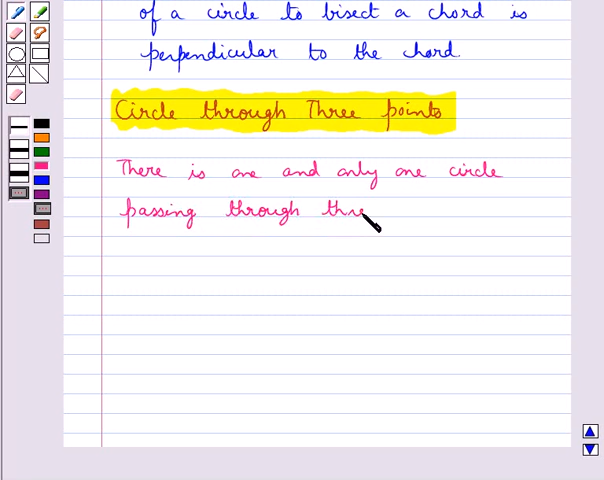 of a circle to bisect a chord is
perpendicular to the chord.
Circle through Three points
There is one and only one circle
passing through thre